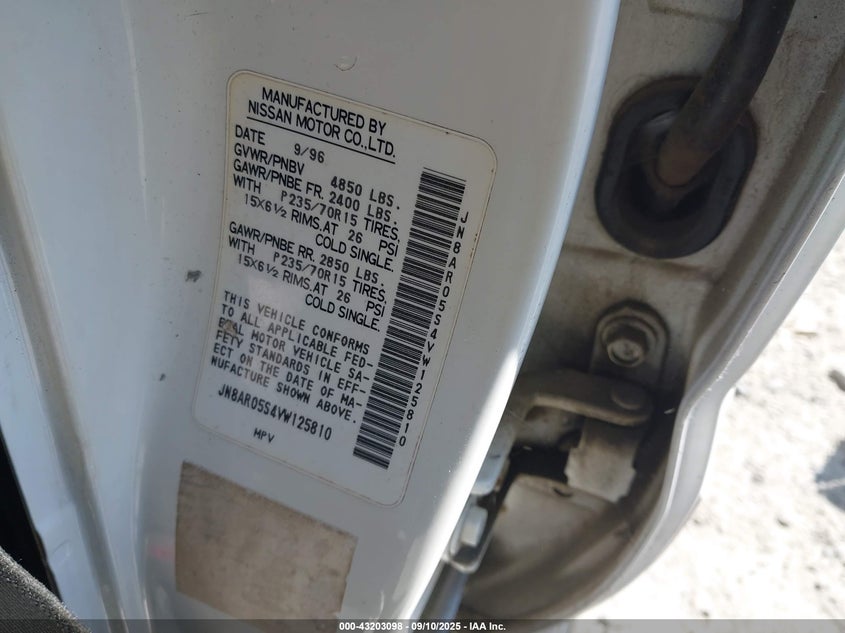 MANUFACTURED BY
NISSAN MOTOR CO.,LTD.
DATE 9/96
GVWR/PNBV 4850 LBS.
GAWR/PNBE FR. 2400 LBS.
WITH P235/70R15 TIRES,
15X6½ RIMS.AT 26 PSI
COLD SINGLE.
GAWR/PNBE RR. 2850 LBS.
WITH P235/70R15 TIRES,
15X6½ RIMS.AT 26 PSI
COLD SINGLE.
THIS VEHICLE CONFORMS
TO ALL APPLICABLE FED-
ERAL MOTOR VEHICLE SA-
FETY STANDARDS IN EFF-
ECT ON THE DATE OF MA-
NUFACTURE SHOWN ABOVE.
JN8AR05S4VW125810
MPV
JN8AR05S4VW125810
000-43203098 - 09/10/2025 - IAA Inc.